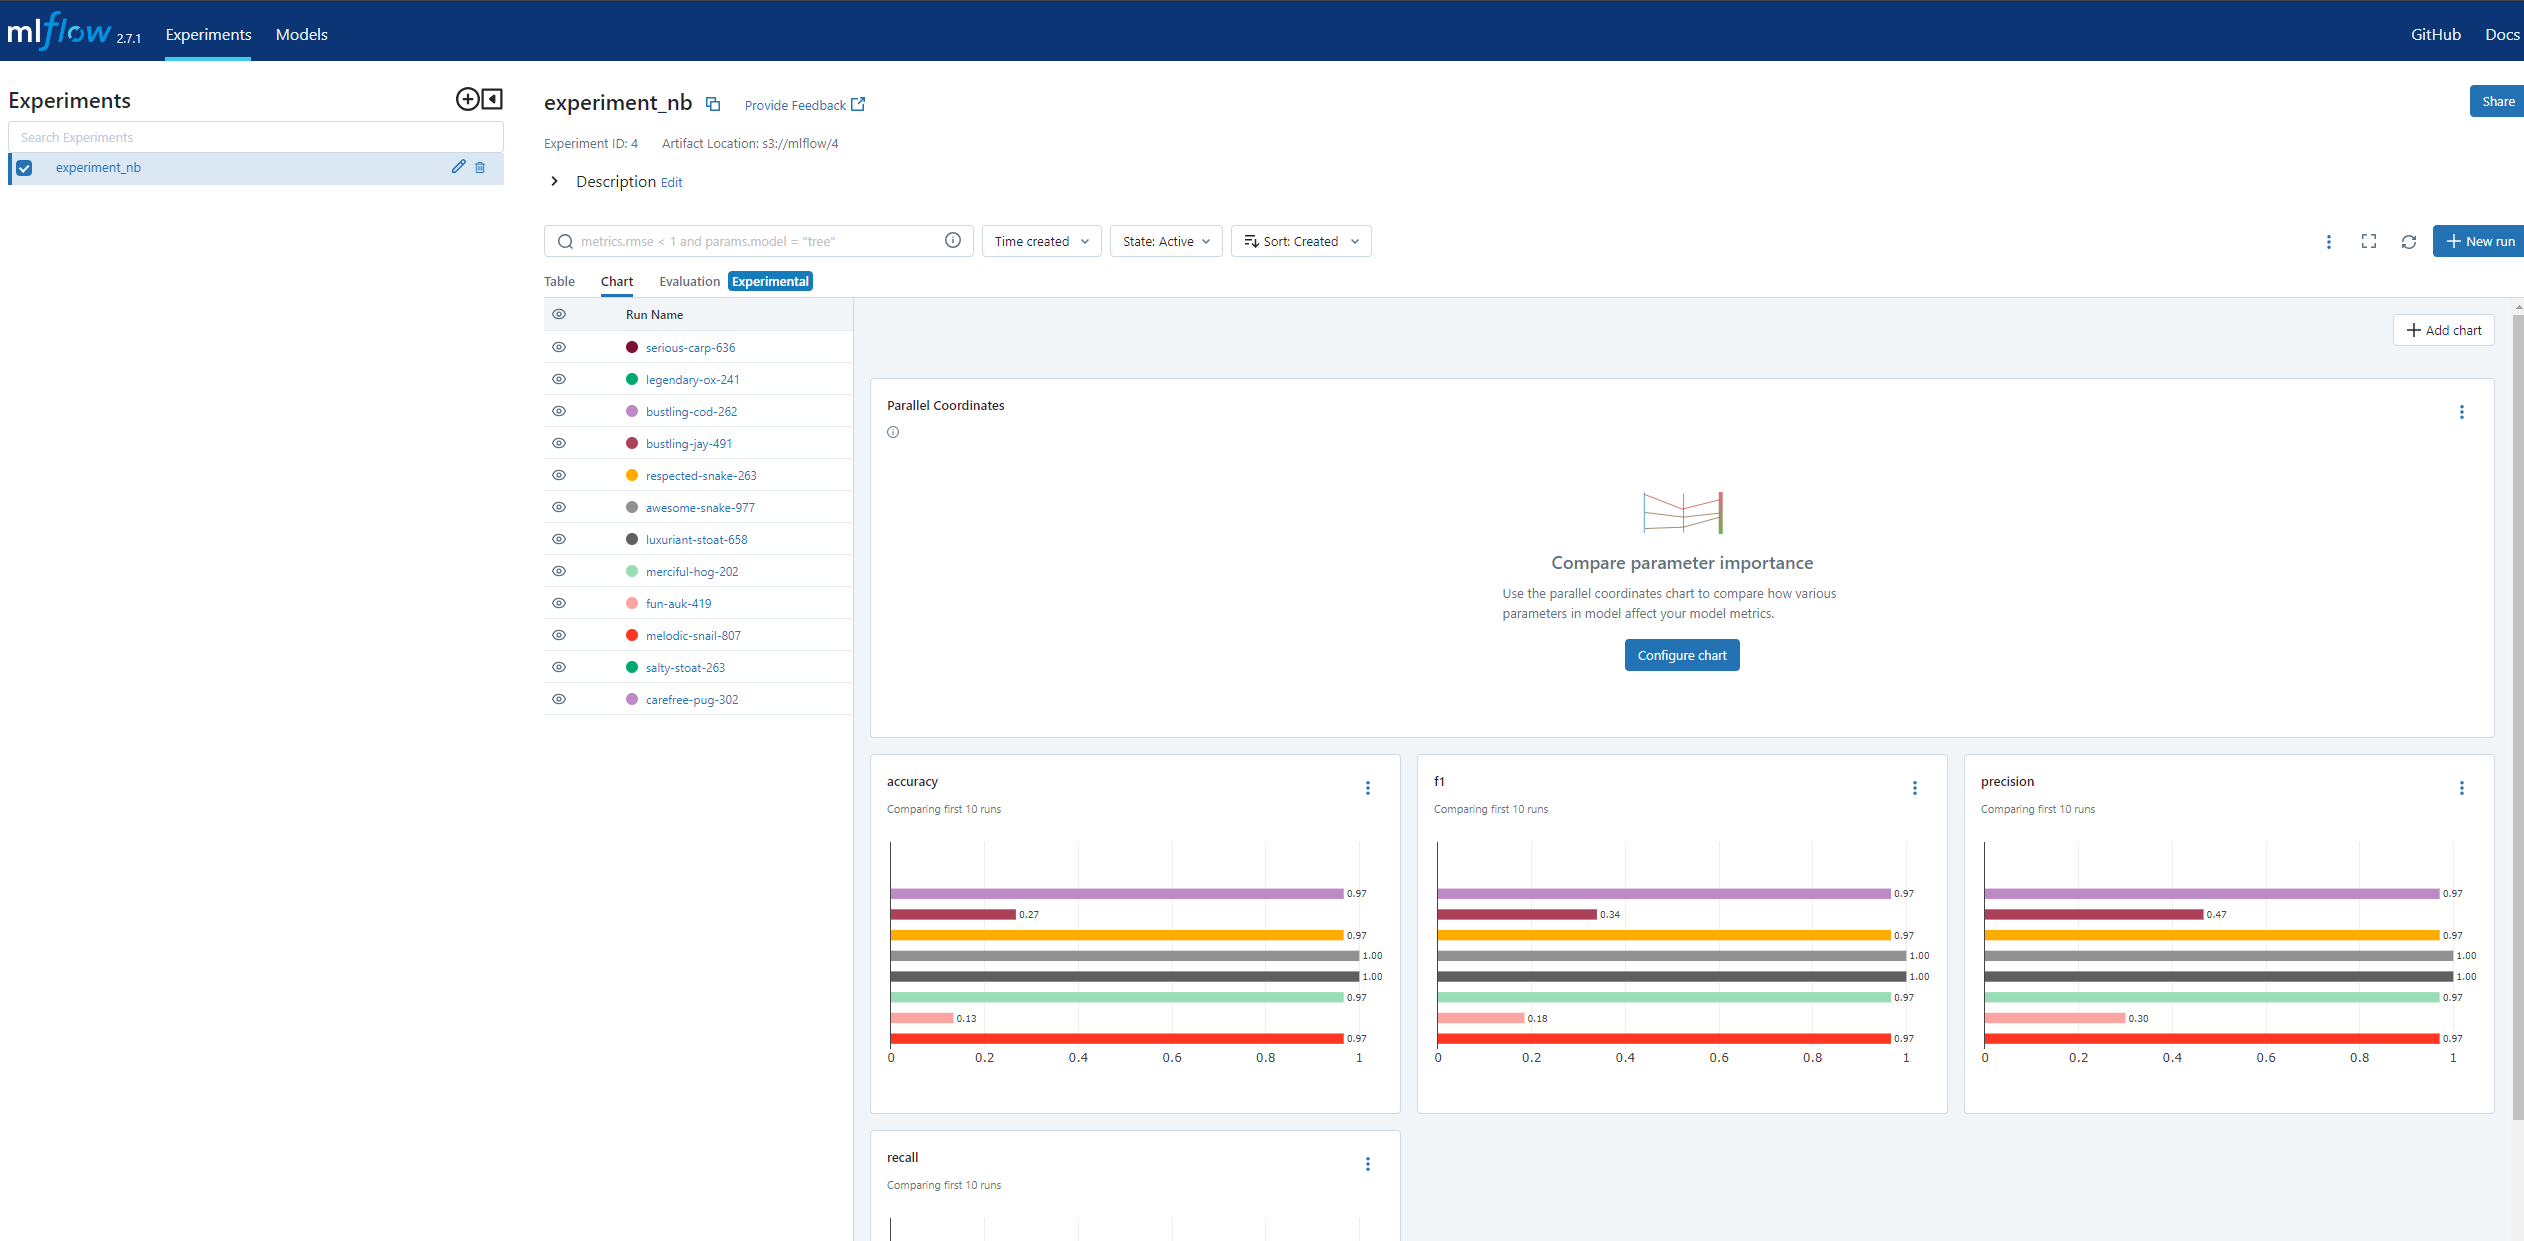 mlflow 2.7.1 Experiments Models GitHub Docs
Experiments
Search Experiments
experiment_nb
experiment_nb Provide Feedback
Share
Experiment ID: 4 Artifact Location: s3://mlflow/4
Description Edit
metrics.rmse < 1 and params.model = "tree" Time created State: Active Sort: Created New run
Table Chart Evaluation Experimental
Run Name
serious-carp-636
legendary-ox-241
bustling-cod-262
bustling-jay-491
respected-snake-263
awesome-snake-977
luxuriant-stoat-658
merciful-hog-202
fun-auk-419
melodic-snail-807
salty-stoat-263
carefree-pug-302
Add chart
Parallel Coordinates
Compare parameter importance
Use the parallel coordinates chart to compare how various
parameters in model affect your model metrics.
Configure chart
accuracy
Comparing first 10 runs
0.97
0.27
0.97
1.00
1.00
0.97
0.13
0.97
0 0.2 0.4 0.6 0.8 1
f1
Comparing first 10 runs
0.97
0.34
0.97
1.00
1.00
0.97
0.18
0.97
0 0.2 0.4 0.6 0.8 1
precision
Comparing first 10 runs
0.97
0.47
0.97
1.00
1.00
0.97
0.30
0.97
0 0.2 0.4 0.6 0.8 1
recall
Comparing first 10 runs